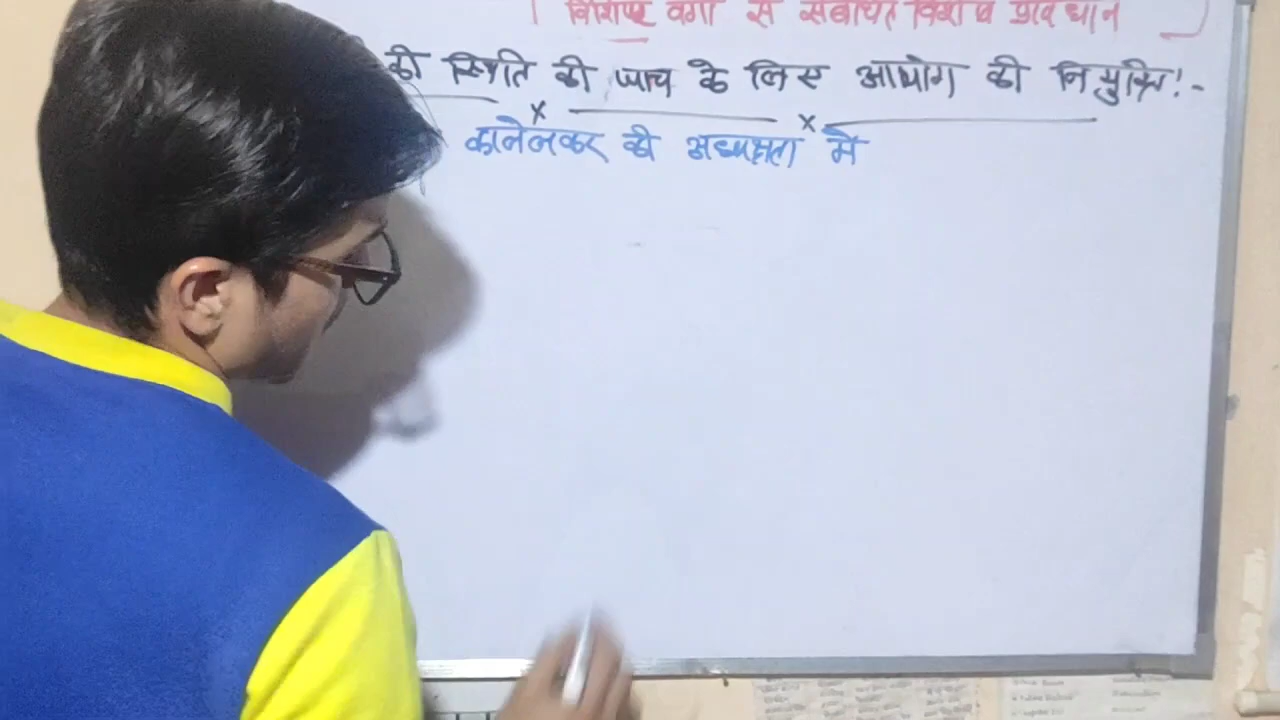 विशिष्ट वर्गो से संबंधित विशेष प्रावधान
की स्थिति की जाच के लिए आयोग की नियुक्ति:-
कालेलकर की अध्यक्षता में